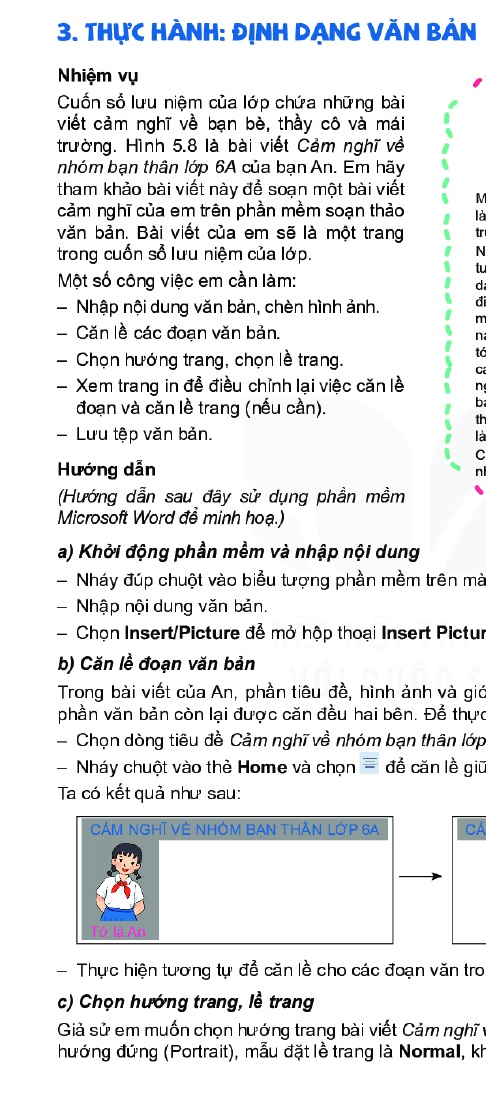 3. THỰC HÀNH: ĐỊNH DẠNG VĂN BẢN
Nhiệm vụ
Cuốn sổ lưu niệm của lớp chứa những bài
viết cảm nghĩ về bạn bè, thầy cô và mái
trường. Hình 5.8 là bài viết Cảm nghĩ về
nhóm bạn thân lớp 6A của bạn An. Em hãy
tham khảo bài viết này để soạn một bài viết
cảm nghĩ của em trên phần mềm soạn thảo
văn bản. Bài viết của em sẽ là một trang
trong cuốn sổ lưu niệm của lớp.
Một số công việc em cần làm:
– Nhập nội dung văn bản, chèn hình ảnh.
– Căn lề các đoạn văn bản.
– Chọn hướng trang, chọn lề trang.
– Xem trang in để điều chỉnh lại việc căn lề
đoạn và căn lề trang (nếu cần).
– Lưu tệp văn bản.
Hướng dẫn
(Hướng dẫn sau đây sử dụng phần mềm
Microsoft Word để minh hoạ.)
a) Khởi động phần mềm và nhập nội dung
– Nháy đúp chuột vào biểu tượng phần mềm trên mà
– Nhập nội dung văn bản.
– Chọn Insert/Picture để mở hộp thoại Insert Pictur
b) Căn lề đoạn văn bản
Trong bài viết của An, phần tiêu đề, hình ảnh và
phần văn bản còn lại được căn đều hai bên. Để
– Chọn dòng tiêu đề Cảm nghĩ về nhóm bạn thân lớp
– Nháy chuột vào thẻ Home và chọn để căn lề
Ta có kết quả như sau:
CẢM NGHĨ VỀ NHÓM BẠN THÂN LỚP 6A
Tớ là An
CẢ
– Thực hiện tương tự để căn lề cho các đoạn văn
c) Chọn hướng trang, lề trang
Giả sử em muốn chọn hướng trang bài viết Cảm nghĩ
hướng đứng (Portrait), mẫu đặt lề trang là Normal,